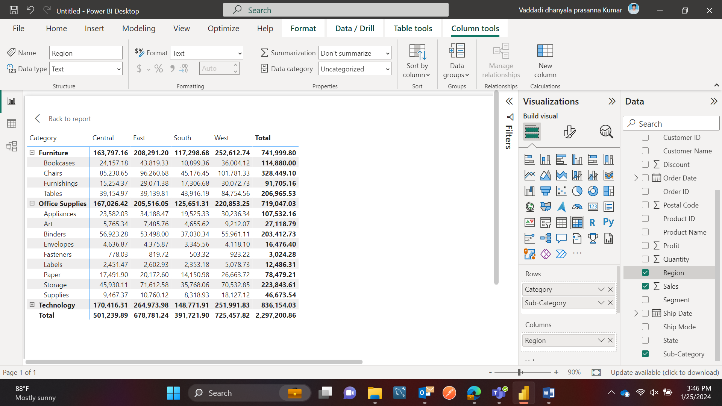 Untitled - Power BI Desktop
Search
Vaddadi dhanyala prasanna Kumar
File Home Insert Modeling View Optimize Help Format Data / Drill Table tools Column tools
Name Region
Data type Text
Structure
Format Text
$ % Auto
Formatting
Summarization Don't summarize
Data category Uncategorized
Properties
Sort by column
Sort
Data groups
Groups
Manage relationships
Relationships
New column
Calculations
Back to report
Category Central East South West Total
Furniture 163,797.16 208,291.20 117,298.68 252,612.74 741,999.80
Bookcases 24,157.18 43,819.33 10,899.36 36,004.12 114,880.00
Chairs 85,230.65 96,260.68 45,176.45 101,781.33 328,449.10
Furnishings 15,254.37 29,071.38 17,306.68 30,072.73 91,705.16
Tables 39,154.97 39,139.81 43,916.19 84,754.56 206,965.53
Office Supplies 167,026.42 205,516.05 125,651.31 220,853.25 719,047.03
Appliances 23,582.03 34,188.47 19,525.33 30,236.34 107,532.16
Art 5,765.34 7,485.76 4,655.62 9,212.07 27,118.79
Binders 56,923.28 53,498.00 37,030.34 55,961.11 203,412.73
Envelopes 4,636.87 4,375.87 3,345.56 4,118.10 16,476.40
Fasteners 778.03 819.72 503.32 923.22 3,024.28
Labels 2,451.47 2,602.93 2,353.18 5,078.73 12,486.31
Paper 17,491.90 20,172.60 14,150.98 26,663.72 78,479.21
Storage 45,930.11 71,612.58 35,768.06 70,532.85 223,843.61
Supplies 9,467.37 10,760.12 8,318.93 18,127.12 46,673.54
Technology 170,416.31 264,973.98 148,771.91 251,991.83 836,154.03
Total 501,239.89 678,781.24 391,721.90 725,457.82 2,297,200.86
Filters
Visualizations
Build visual
Rows
Category
Sub-Category
Columns
Region
Data
Search
Customer ID
Customer Name
Discount
Order Date
Order ID
Postal Code
Product ID
Product Name
Profit
Quantity
Region
Sales
Segment
Ship Date
Ship Mode
State
Sub-Category
Page 1 of 1
90%
Update available (click to download)
88°F
Mostly sunny
Search
3:46 PM
1/25/2024